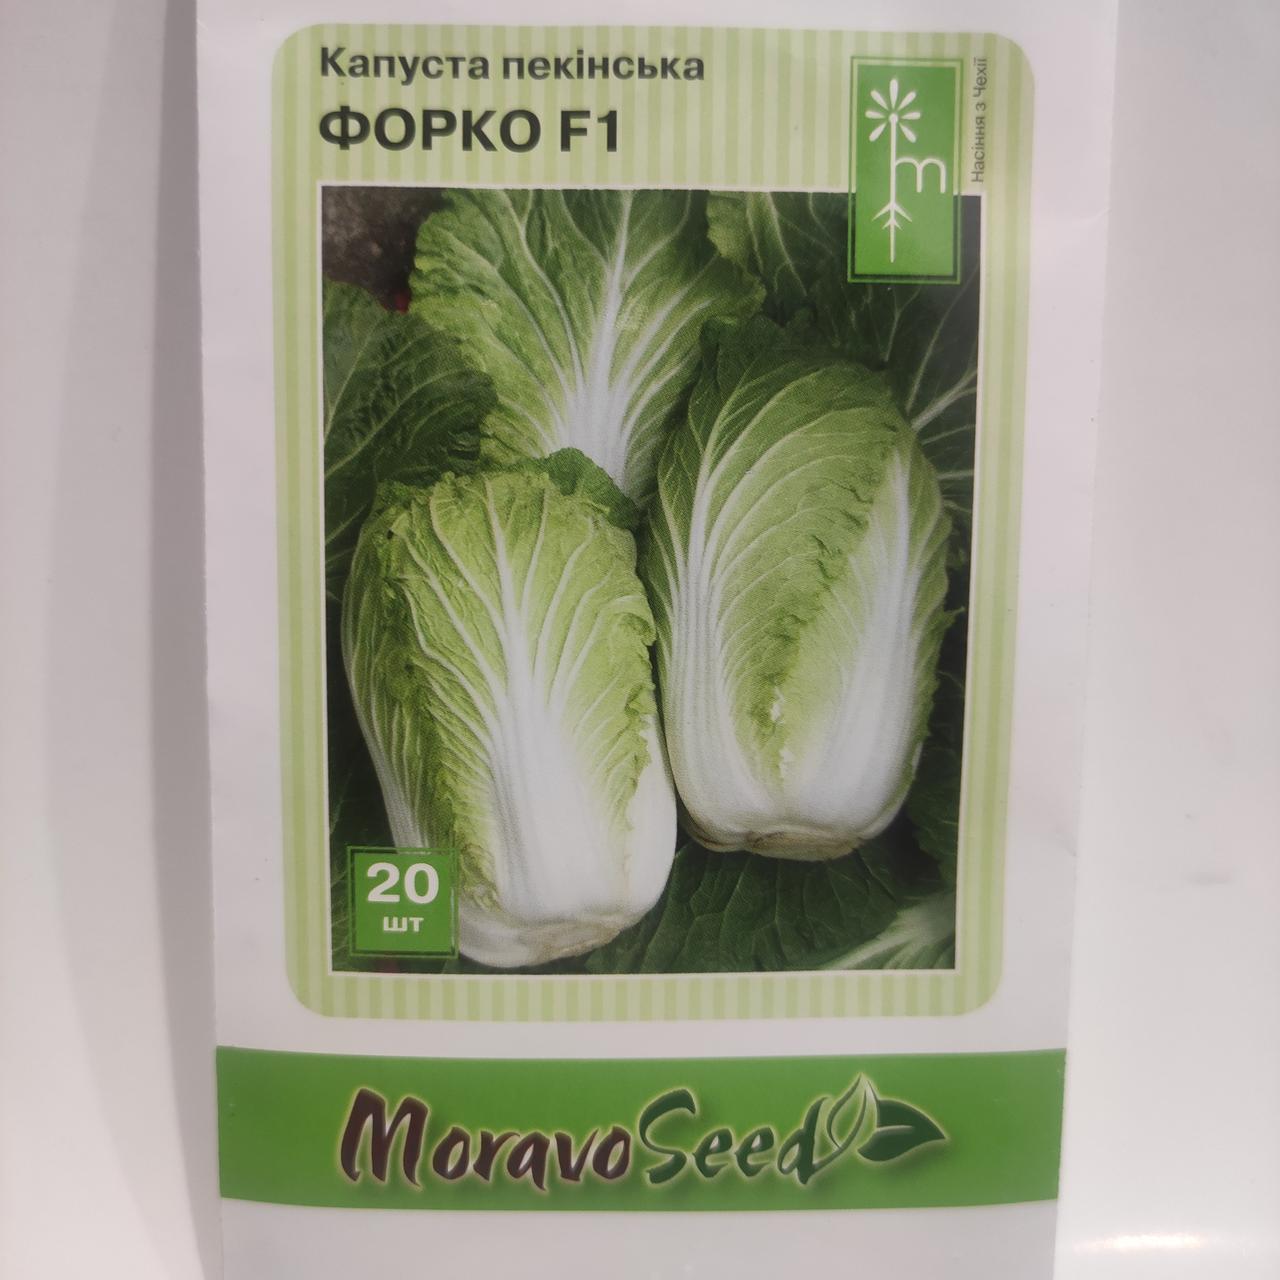 Капуста пекінська
ФОРКО F1
Насіння з Чехії
m
20
шт
MoravoSeed